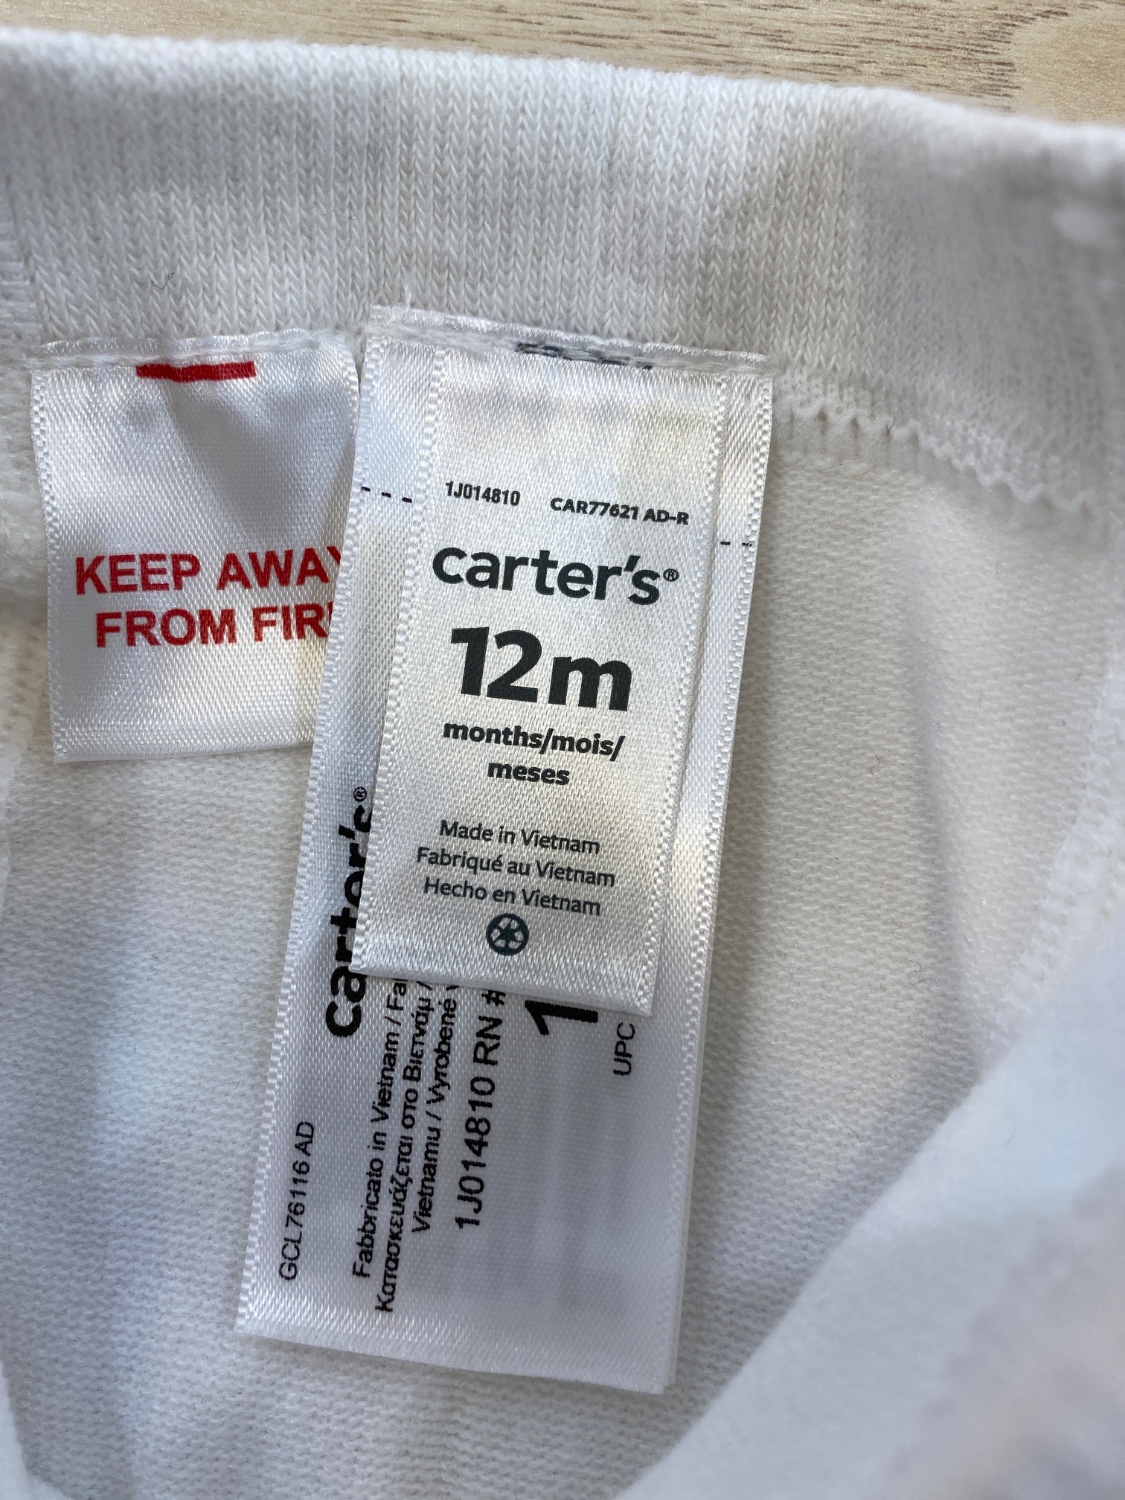 KEEP AWAY
FROM
1J014810 CAR77621 AD-R
carter's®
12m
months/mois/
meses
Made in Vietnam
Fabriqué au Vietnam
Hecho en Vietnam
carter's®
GCL76116 AD
Fabbricato in Vietnam /
Κατασκευάζεται στο Βιετνάμ /
Vietnamu / Vyrobené
1J014810 RN #
UPC